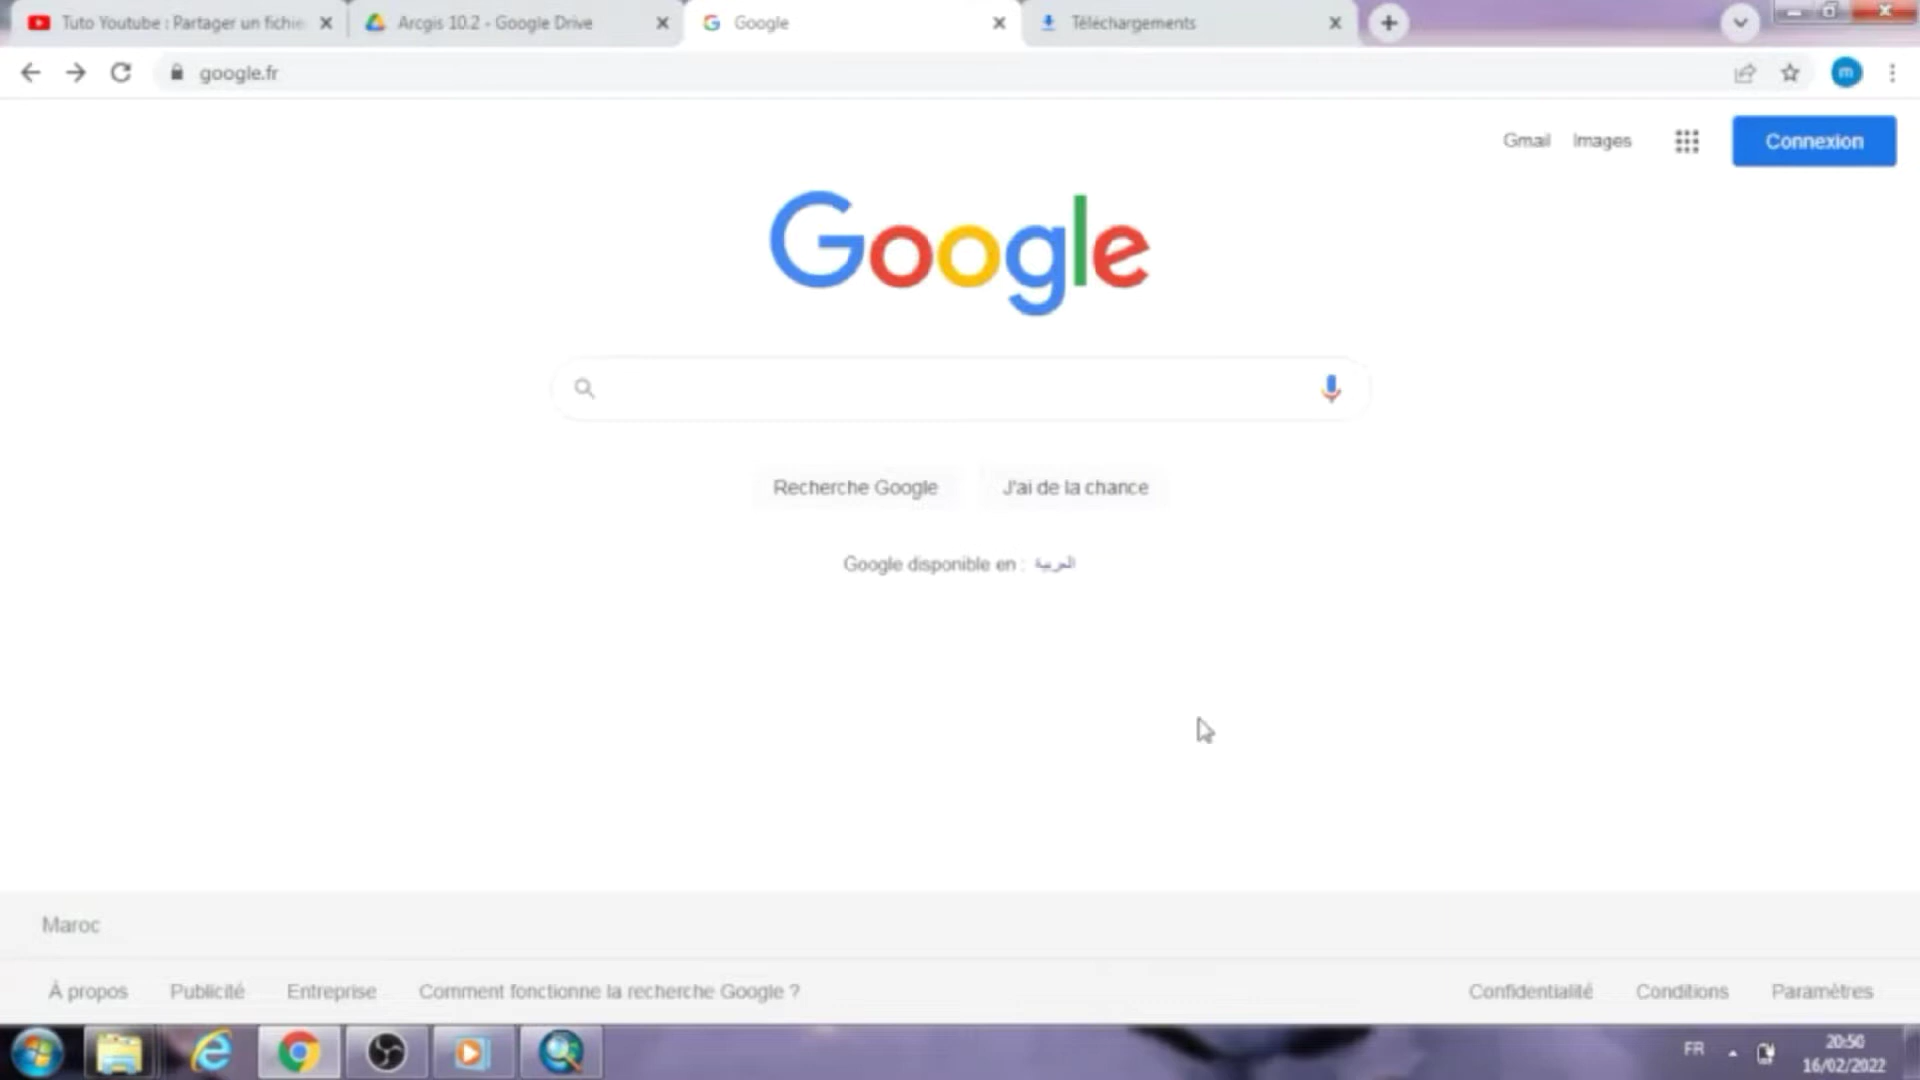 Tuto Youtube : Partager un fichie
Arcgis 10.2 - Google Drive
Google
Téléchargements
google.fr
m
Gmail
Images
Connexion
Google
Recherche Google
J'ai de la chance
Google disponible en : العربية
Maroc
À propos
Publicité
Entreprise
Comment fonctionne la recherche Google ?
Confidentialité
Conditions
Paramètres
FR
20:50
16/02/2022